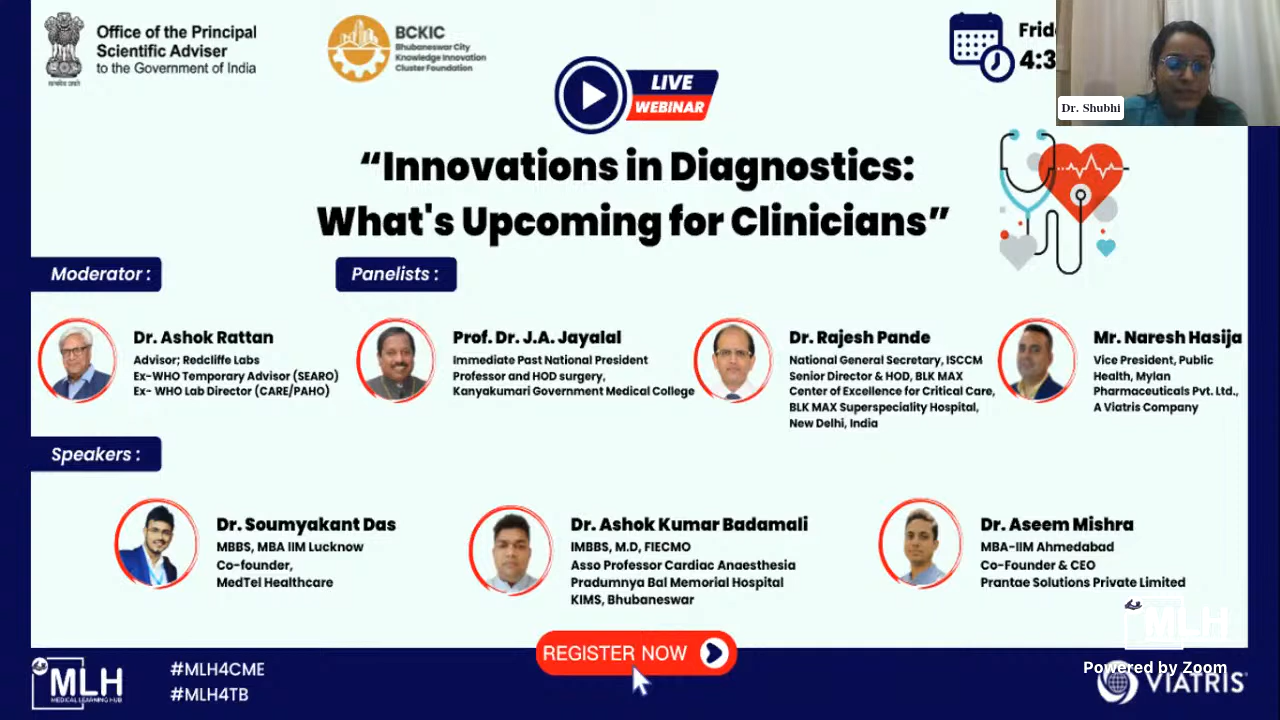 Office of the Principal
Scientific Adviser
to the Government of India
सत्यमेव जयते
BCKIC
Bhubaneswar City
Knowledge Innovation
Cluster Foundation
LIVE
WEBINAR
Dr. Shubhi
“Innovations in Diagnostics:
What's Upcoming for Clinicians”
Moderator :
Panelists :
Dr. Ashok Rattan
Advisor; Redcliffe Labs
Ex-WHO Temporary Advisor (SEARO)
Ex- WHO Lab Director (CARE/PAHO)
Prof. Dr. J.A. Jayalal
Immediate Past National President
Professor and HOD surgery,
Kanyakumari Government Medical College
Dr. Rajesh Pande
National General Secretary, ISCCM
Senior Director & HOD, BLK MAX
Center of Excellence for Critical Care,
BLK MAX Superspeciality Hospital,
New Delhi, India
Mr. Naresh Hasija
Vice President, Public
Health, Mylan
Pharmaceuticals Pvt. Ltd.,
A Viatris Company
Speakers :
Dr. Soumyakant Das
MBBS, MBA IIM Lucknow
Co-founder,
MedTel Healthcare
Dr. Ashok Kumar Badamali
IMBBS, M.D, FIECMO
Asso Professor Cardiac Anaesthesia
Pradumnya Bal Memorial Hospital
KIMS, Bhubaneswar
Dr. Aseem Mishra
MBA-IIM Ahmedabad
Co-Founder & CEO
Prantae Solutions Private Limited
REGISTER NOW
MLH
MEDICAL LEARNING HUB
#MLH4CME
#MLH4TB
MLH
Powered by Zoom
VIATRIS